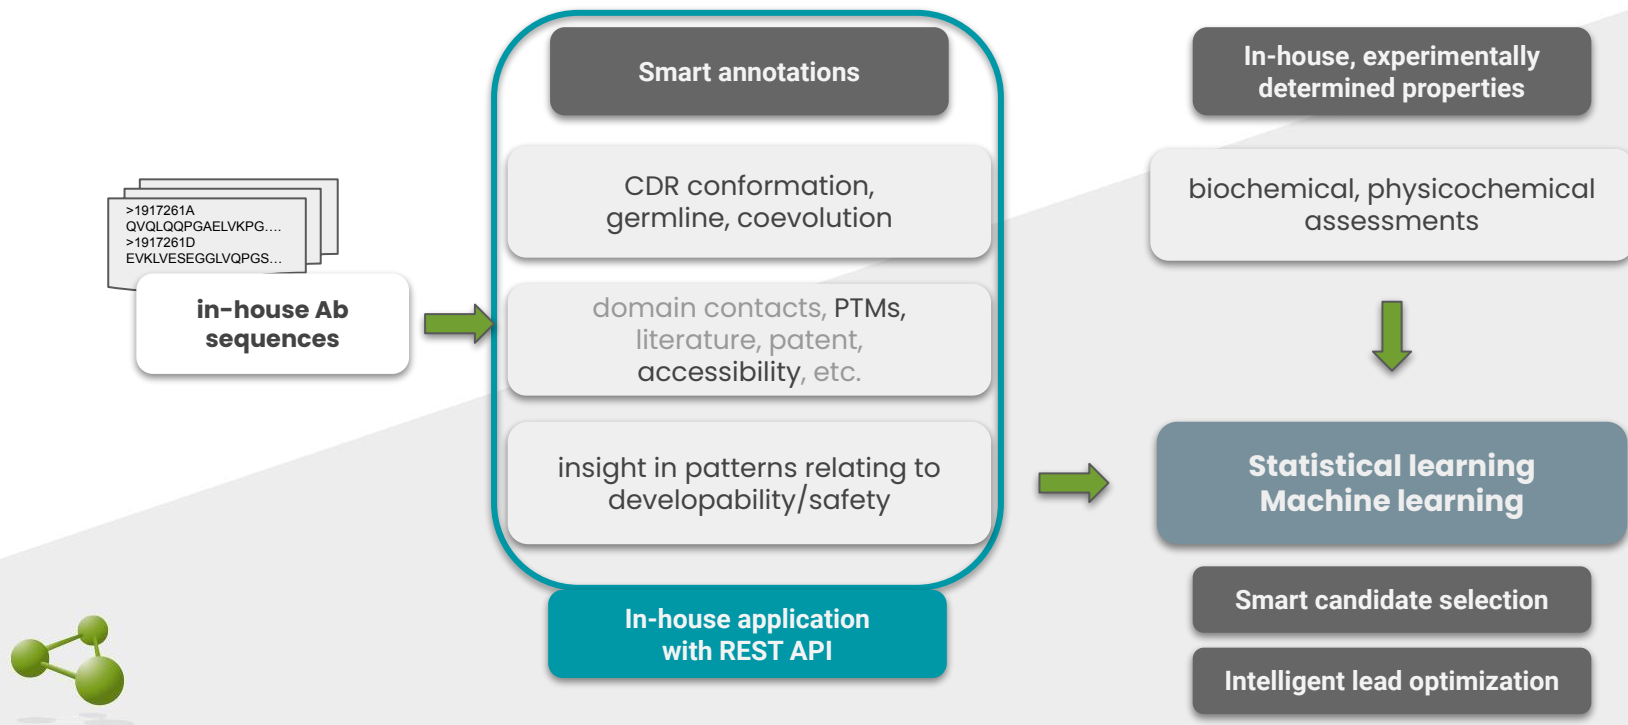 >1917261A
QVQLQQPGAELVKPG....
>1917261D
EVKLVESEGGLVQPGS...
in-house Ab
sequences
Smart annotations
CDR conformation,
germline, coevolution
domain contacts, PTMs,
literature, patent,
accessibility, etc.
insight in patterns relating to
developability/safety
In-house application
with REST API
In-house, experimentally
determined properties
biochemical, physicochemical
assessments
Statistical learning
Machine learning
Smart candidate selection
Intelligent lead optimization